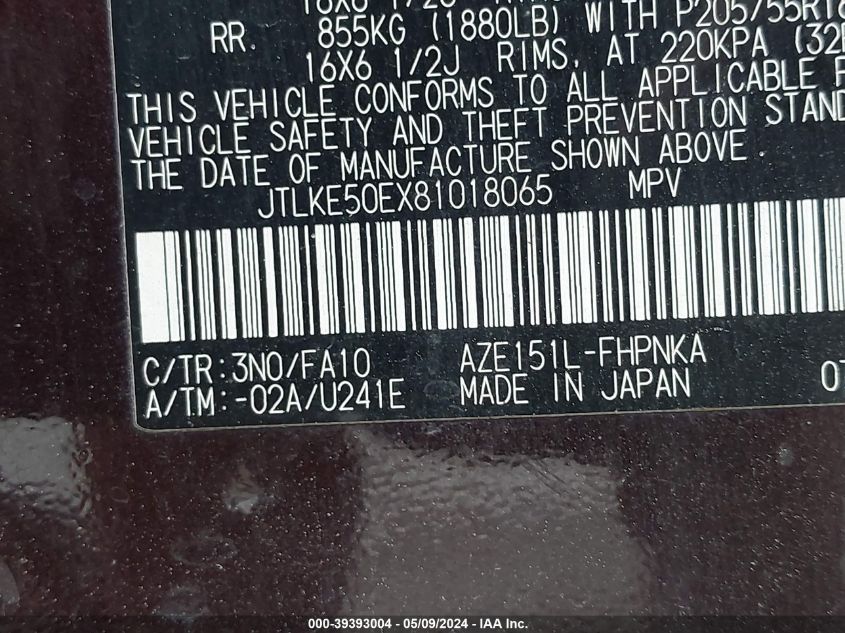 RR. 855KG (1880LB) WITH P205/55R16
16X6 1/2J RIMS, AT 220KPA (32
THIS VEHICLE CONFORMS TO ALL APPLICABLE
VEHICLE SAFETY AND THEFT PREVENTION STAND
THE DATE OF MANUFACTURE SHOWN ABOVE.
JTLKE50EX81018065 MPV
C/TR:3N0/FA10 AZE151L-FHPNKA
A/TM:-02A/U241E MADE IN JAPAN
000-39393004 - 05/09/2024 - IAA Inc.